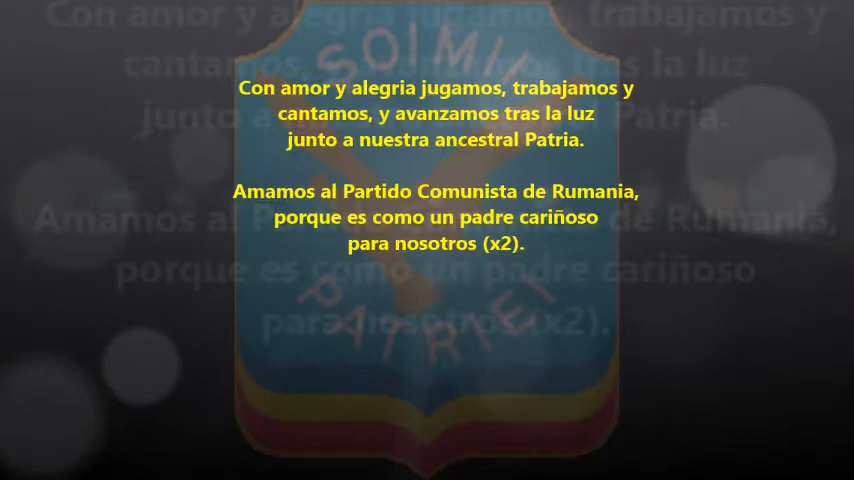 Con amor y alegria jugamos, trabajamos y
cantamos, y avanzamos tras la luz
junto a nuestra ancestral Patria.
Amamos al Partido Comunista de Rumania,
porque es como un padre cariñoso
para nosotros (x2).
SOIMII
PATRIEI